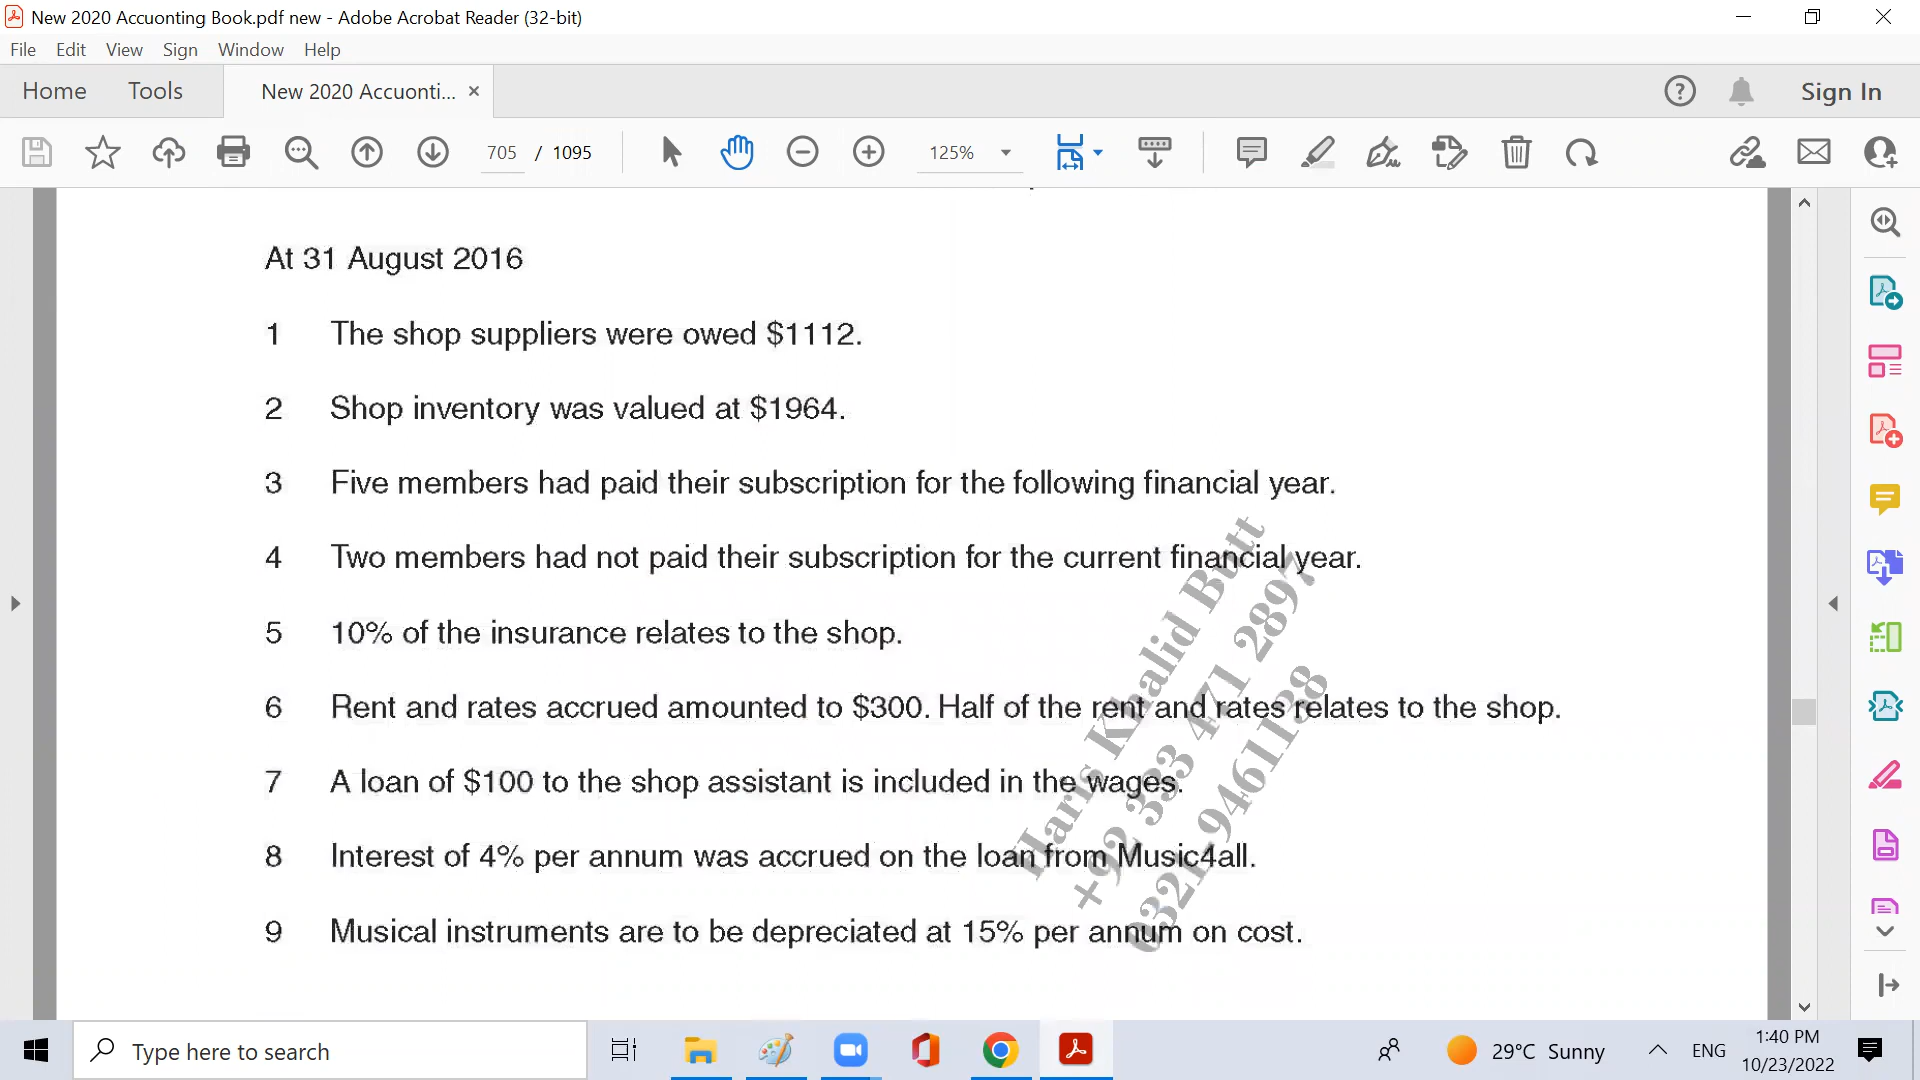 New 2020 Accuonting Book.pdf new - Adobe Acrobat Reader (32-bit)
File Edit View Sign Window Help
Home Tools New 2020 Accuonti... × Sign In
705 / 1095 125%
At 31 August 2016
1 The shop suppliers were owed $1112.
2 Shop inventory was valued at $1964.
3 Five members had paid their subscription for the following financial year.
4 Two members had not paid their subscription for the current financial year.
5 10% of the insurance relates to the shop.
6 Rent and rates accrued amounted to $300. Half of the rent and rates relates to the shop.
7 A loan of $100 to the shop assistant is included in the wages.
8 Interest of 4% per annum was accrued on the loan from Music4all.
9 Musical instruments are to be depreciated at 15% per annum on cost.
Haris Khalid Butt
+92 333 471 2897
0321-9461138
Type here to search
29°C Sunny
ENG
1:40 PM
10/23/2022